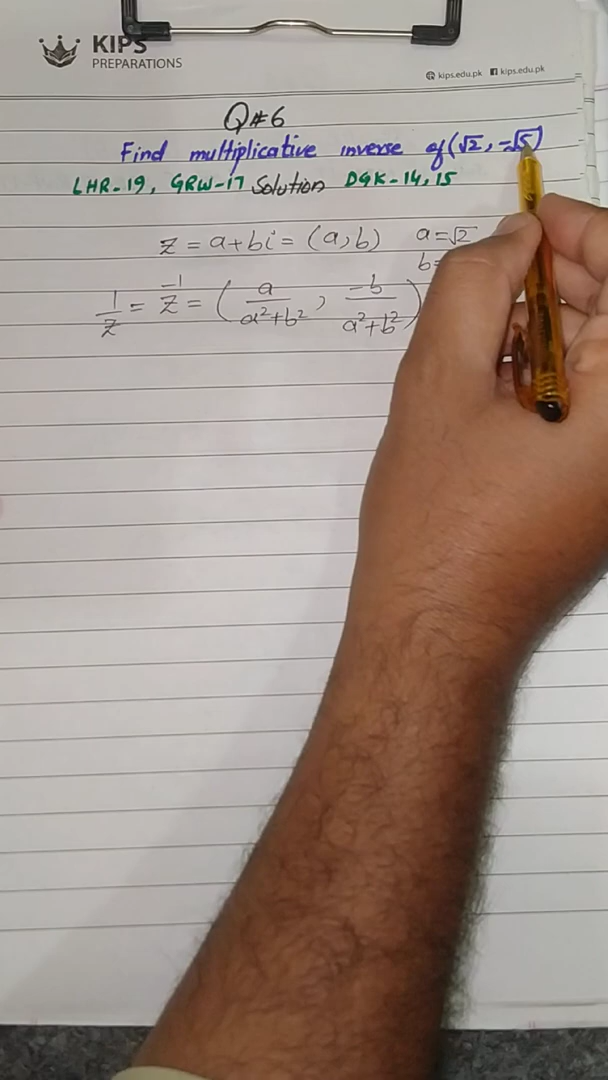 KIPS
PREPARATIONS
kips.edu.pk kips.edu.pk
Q#6
Find multiplicative inverse of (√2, -√5)
LHR-19, GRW-17 Solution DGK-14, 15
z = a+bi = (a, b) a=√2
b=
1/z = z⁻¹ = (a/(a²+b²), -b/(a²+b²))